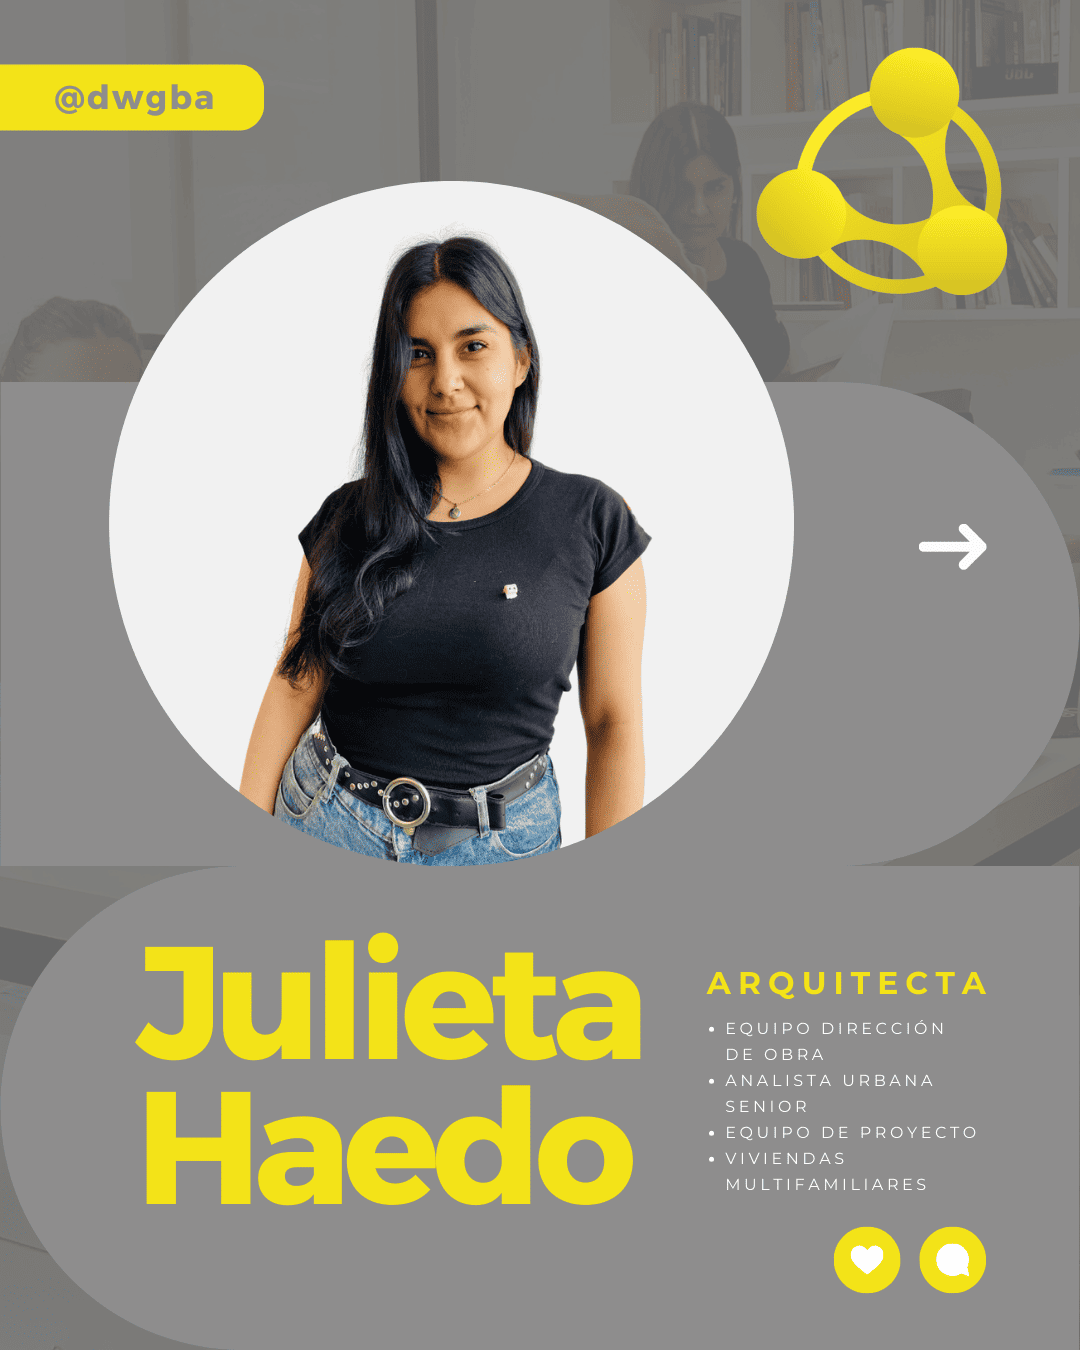 @dwgba
Julieta
Haedo
ARQUITECTA
• EQUIPO DIRECCIÓN
DE OBRA
• ANALISTA URBANA
SENIOR
• EQUIPO DE PROYECTO
• VIVIENDAS
MULTIFAMILIARES